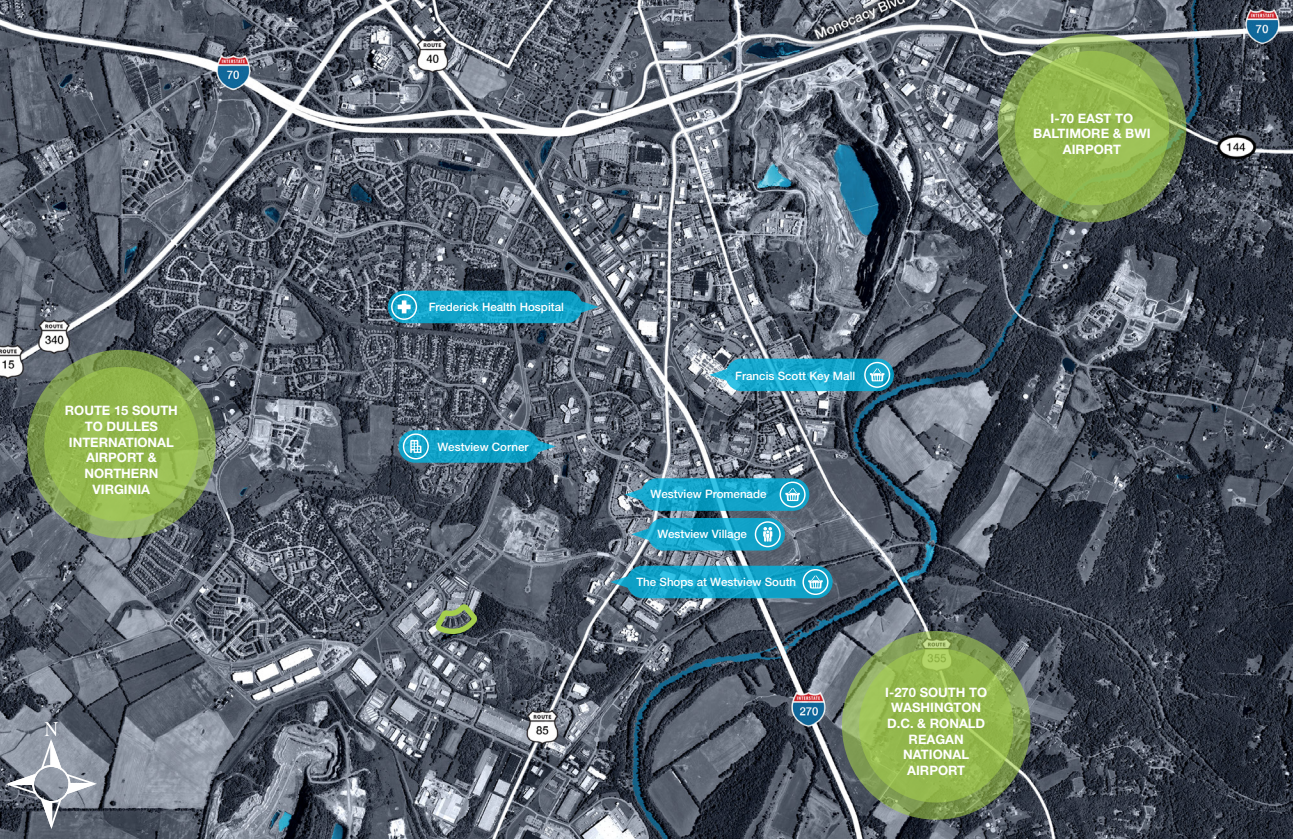 Monocacy Blvd
INTERSTATE
70
ROUTE
40
INTERSTATE
70
I-70 EAST TO
BALTIMORE & BWI
AIRPORT
144
Frederick Health Hospital
ROUTE
340
ROUTE
15
Francis Scott Key Mall
ROUTE 15 SOUTH
TO DULLES
INTERNATIONAL
AIRPORT &
NORTHERN
VIRGINIA
Westview Corner
Westview Promenade
Westview Village
The Shops at Westview South
ROUTE
355
I-270 SOUTH TO
WASHINGTON
D.C. & RONALD
REAGAN
NATIONAL
AIRPORT
INTERSTATE
270
ROUTE
85
N